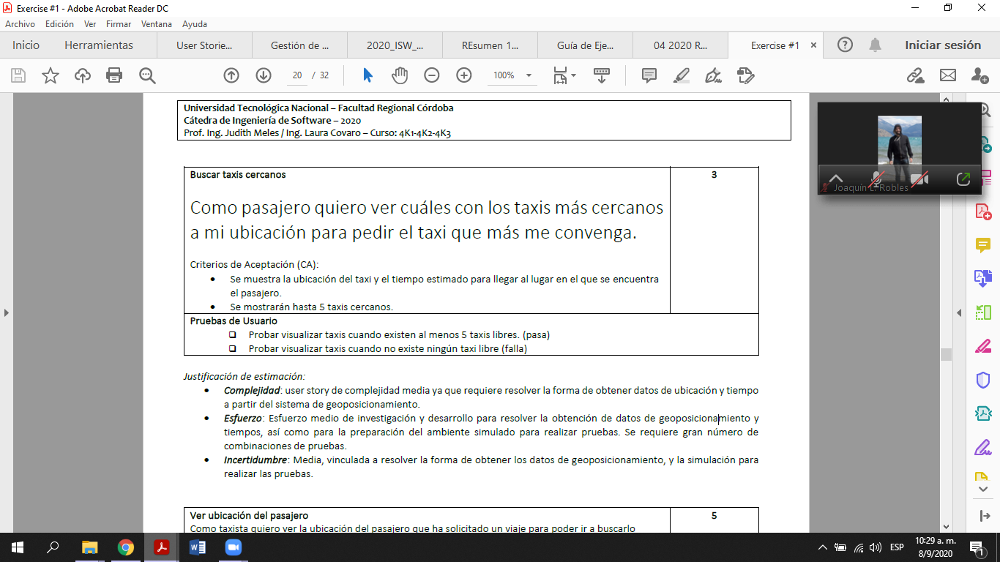 Exercise #1 - Adobe Acrobat Reader DC
Archivo Edición Ver Firmar Ventana Ayuda
Inicio Herramientas User Storie... Gestión de ... 2020_ISW_... REsumen 1... Guía de Eje... 04 2020 R... Exercise #1 Iniciar sesión
20 / 32 100%
Universidad Tecnológica Nacional – Facultad Regional Córdoba
Cátedra de Ingeniería de Software – 2020
Prof. Ing. Judith Meles / Ing. Laura Covaro – Curso: 4K1-4K2-4K3
Joaquín L. Robles
Buscar taxis cercanos 3
Como pasajero quiero ver cuáles con los taxis más cercanos
a mi ubicación para pedir el taxi que más me convenga.
Criterios de Aceptación (CA):
• Se muestra la ubicación del taxi y el tiempo estimado para llegar al lugar en el que se encuentra
el pasajero.
• Se mostrarán hasta 5 taxis cercanos.
Pruebas de Usuario
❑ Probar visualizar taxis cuando existen al menos 5 taxis libres. (pasa)
❑ Probar visualizar taxis cuando no existe ningún taxi libre (falla)
Justificación de estimación:
• Complejidad: user story de complejidad media ya que requiere resolver la forma de obtener datos de ubicación y tiempo
a partir del sistema de geoposicionamiento.
• Esfuerzo: Esfuerzo medio de investigación y desarrollo para resolver la obtención de datos de geoposicionamiento y
tiempos, así como para la preparación del ambiente simulado para realizar pruebas. Se requiere gran número de
combinaciones de pruebas.
• Incertidumbre: Media, vinculada a resolver la forma de obtener los datos de geoposicionamiento, y la simulación para
realizar las pruebas.
Ver ubicación del pasajero 5
Como taxista quiero ver la ubicación del pasajero que ha solicitado un viaje para poder ir a buscarlo
ESP
10:29 a. m.
8/9/2020
1